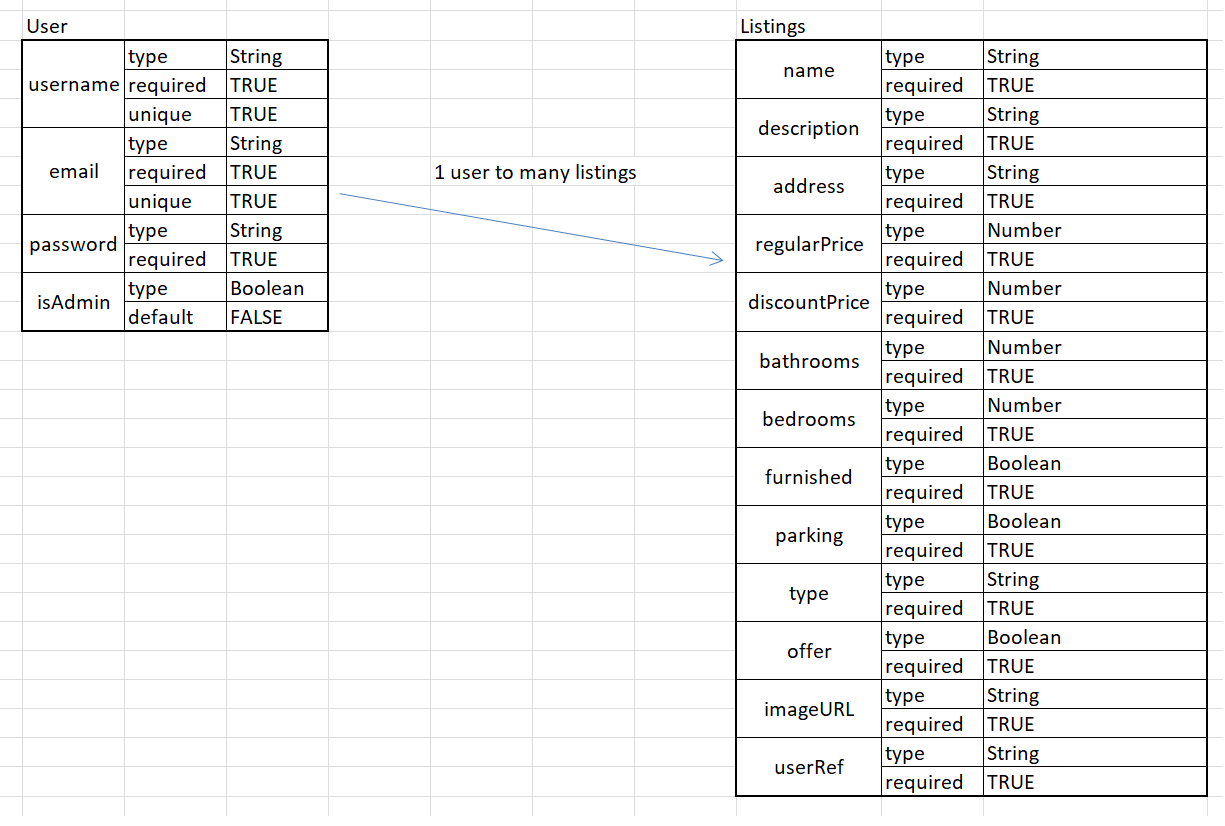 User
username
type String
required TRUE
unique TRUE
email
type String
required TRUE
unique TRUE
password
type String
required TRUE
isAdmin
type Boolean
default FALSE
1 user to many listings
Listings
name
type String
required TRUE
description
type String
required TRUE
address
type String
required TRUE
regularPrice
type Number
required TRUE
discountPrice
type Number
required TRUE
bathrooms
type Number
required TRUE
bedrooms
type Number
required TRUE
furnished
type Boolean
required TRUE
parking
type Boolean
required TRUE
type
type String
required TRUE
offer
type Boolean
required TRUE
imageURL
type String
required TRUE
userRef
type String
required TRUE